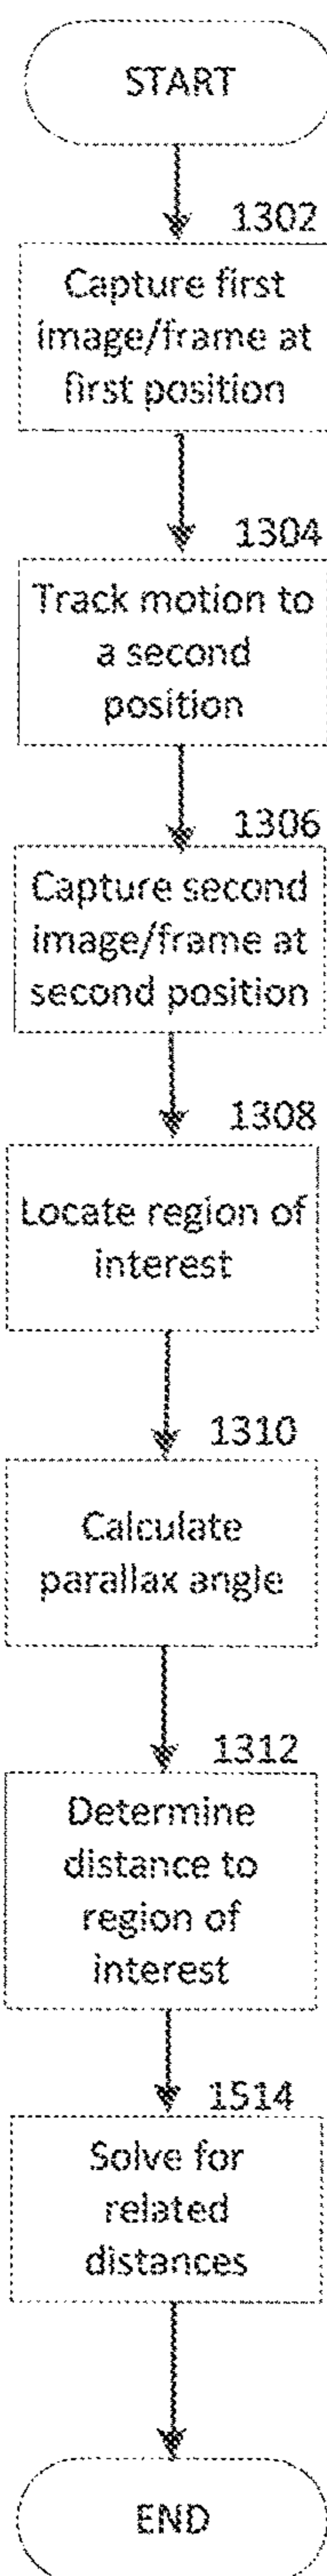 START
1302
Capture first
image/frame at
first position
1304
Track motion to
a second
position
1306
Capture second
image/frame at
second position
1308
Locate region of
interest
1310
Calculate
parallax angle
1312
Determine
distance to
region of
interest
1514
Solve for
related
distances
END